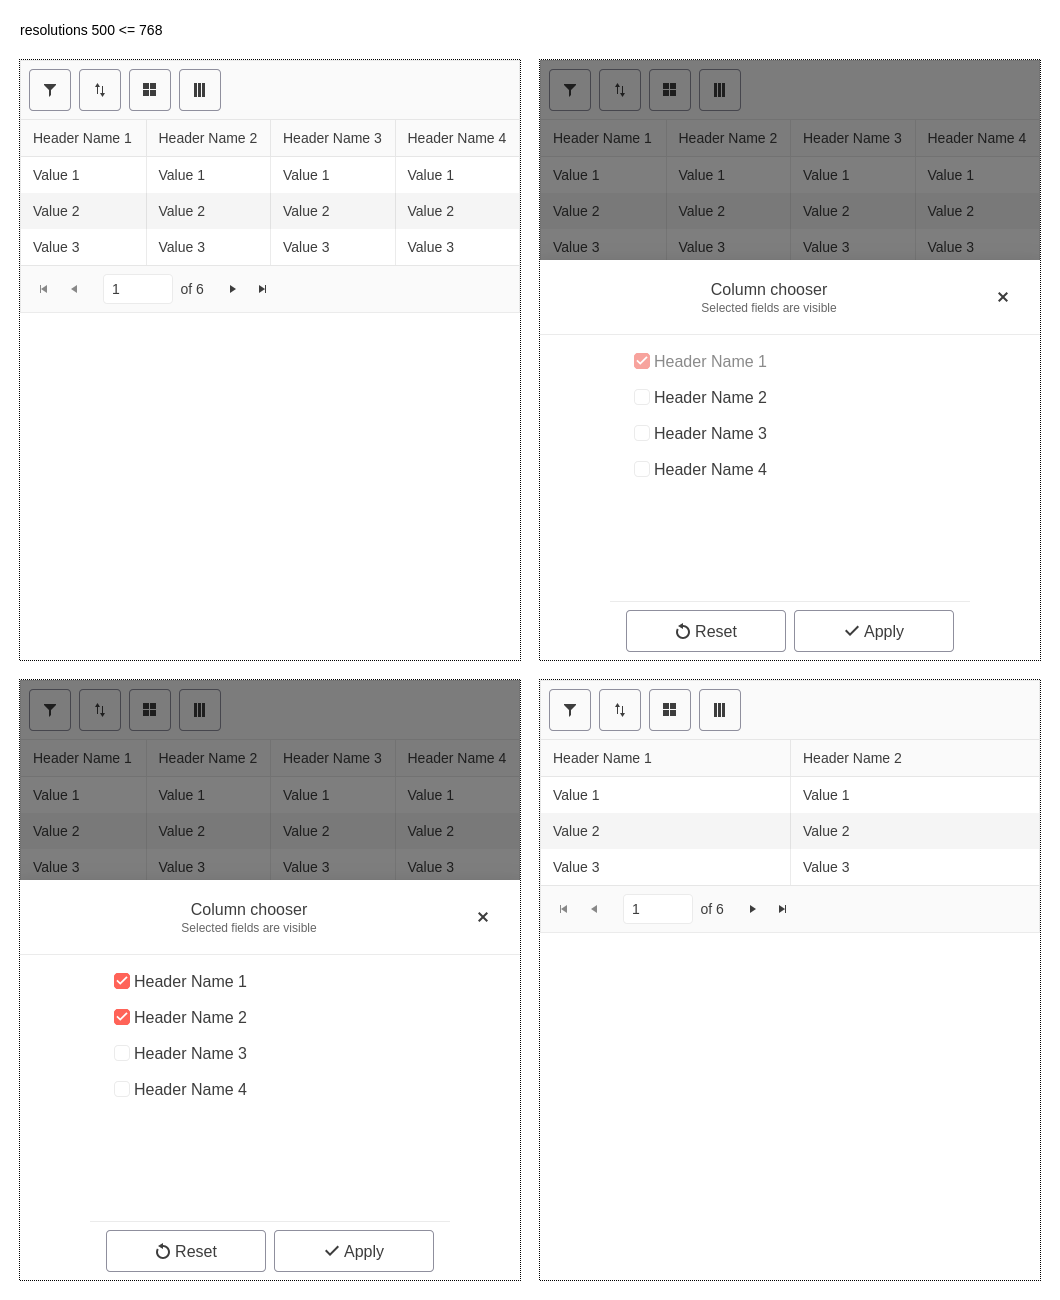 resolutions 500 <= 768
Header Name 1 Header Name 2 Header Name 3 Header Name 4
Value 1 Value 1 Value 1 Value 1
Value 2 Value 2 Value 2 Value 2
Value 3 Value 3 Value 3 Value 3
1 of 6
Header Name 1 Header Name 2 Header Name 3 Header Name 4
Value 1 Value 1 Value 1 Value 1
Value 2 Value 2 Value 2 Value 2
Value 3 Value 3 Value 3 Value 3
Column chooser
Selected fields are visible
Header Name 1
Header Name 2
Header Name 3
Header Name 4
Reset Apply
Header Name 1 Header Name 2 Header Name 3 Header Name 4
Value 1 Value 1 Value 1 Value 1
Value 2 Value 2 Value 2 Value 2
Value 3 Value 3 Value 3 Value 3
Column chooser
Selected fields are visible
Header Name 1
Header Name 2
Header Name 3
Header Name 4
Reset Apply
Header Name 1 Header Name 2
Value 1 Value 1
Value 2 Value 2
Value 3 Value 3
1 of 6